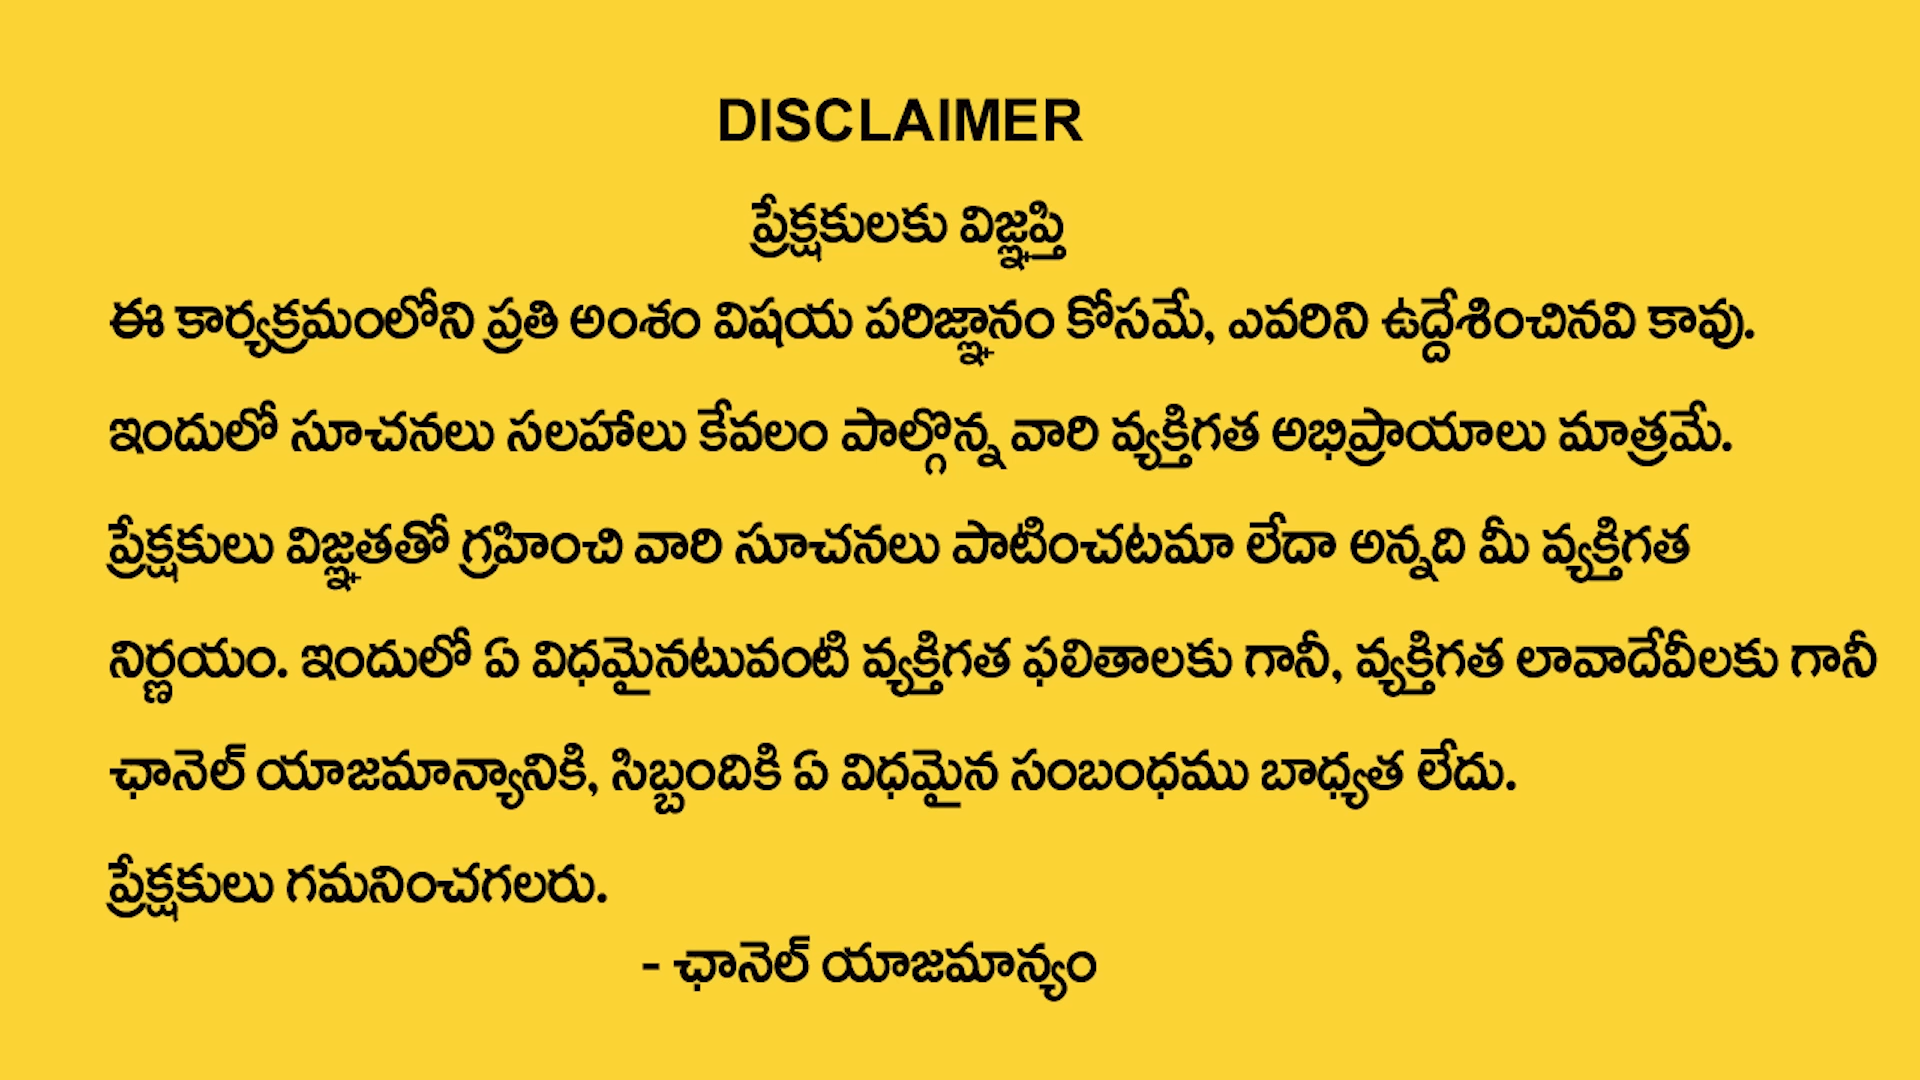 DISCLAIMER
ప్రేక్షకులకు విజ్ఞప్తి
ఈ కార్యక్రమంలోని ప్రతి అంశం విషయ పరిజ్ఞానం కోసమే, ఎవరిని ఉద్దేశించినవి కావు.
ఇందులో సూచనలు సలహాలు కేవలం పాల్గొన్న వారి వ్యక్తిగత అభిప్రాయాలు మాత్రమే.
ప్రేక్షకులు విజ్ఞతతో గ్రహించి వారి సూచనలు పాటించటమా లేదా అన్నది మీ వ్యక్తిగత
నిర్ణయం. ఇందులో ఏ విధమైనటువంటి వ్యక్తిగత ఫలితాలకు గానీ, వ్యక్తిగత లావాదేవీలకు గానీ
ఛానెల్ యాజమాన్యానికి, సిబ్బందికి ఏ విధమైన సంబంధము బాధ్యత లేదు.
ప్రేక్షకులు గమనించగలరు.
- ఛానెల్ యాజమాన్యం